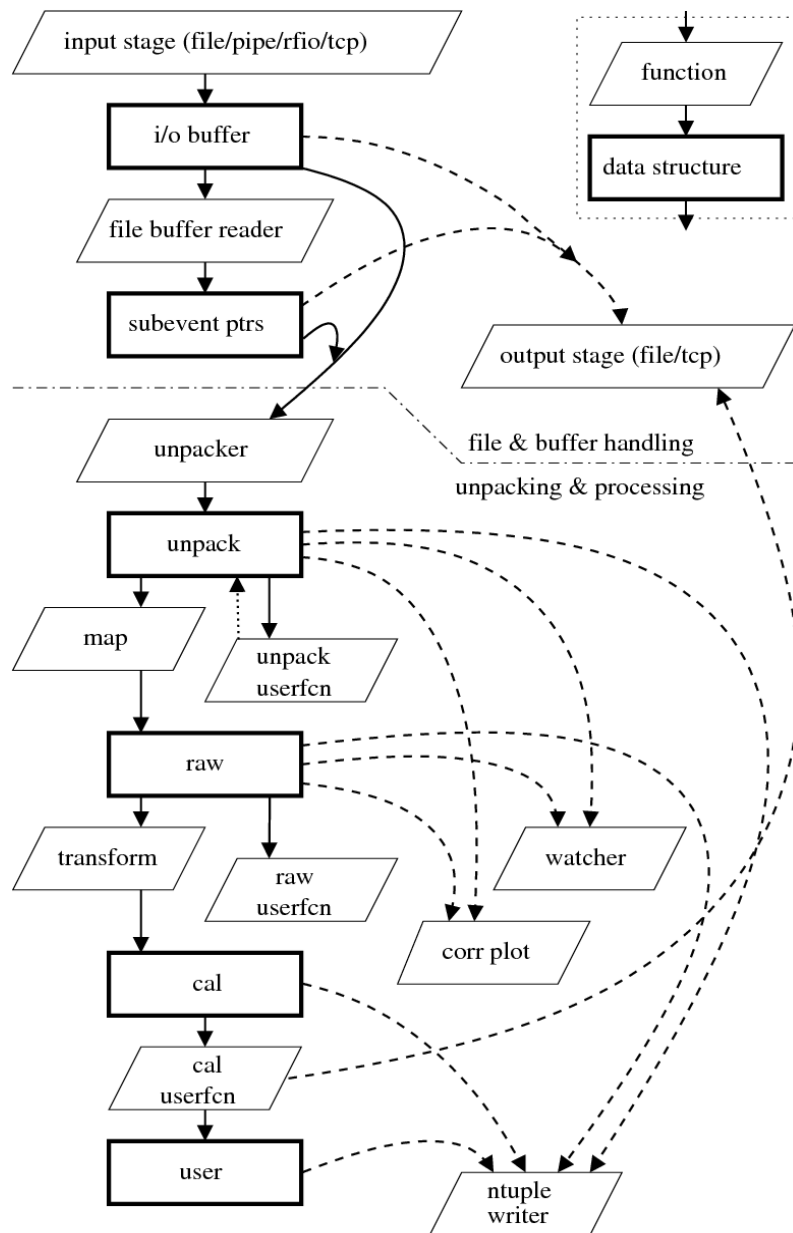 input stage (file/pipe/rfio/tcp)
function
i/o buffer
data structure
file buffer reader
subevent ptrs
output stage (file/tcp)
file & buffer handling
unpacker
unpacking & processing
unpack
map
unpack
userfcn
raw
transform
watcher
raw
userfcn
corr plot
cal
cal
userfcn
user
ntuple
writer